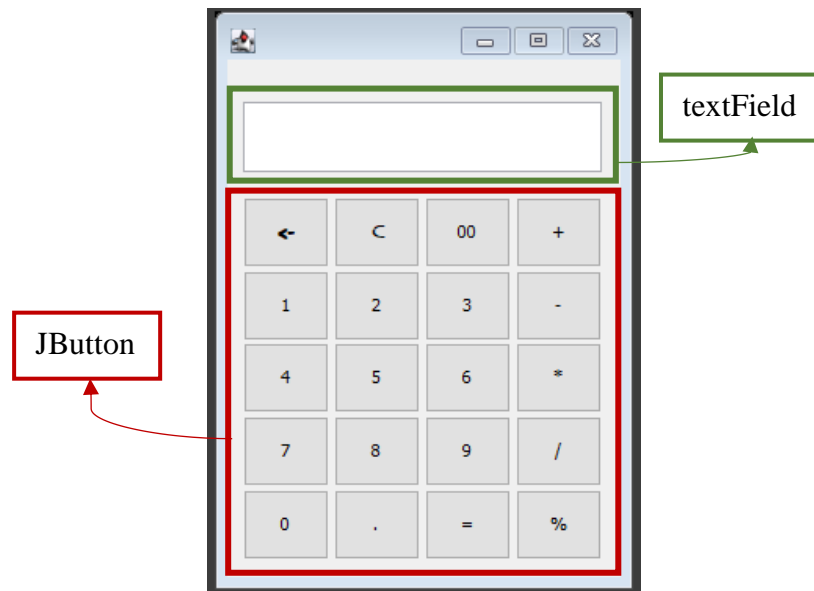 textField
<- C 00 +
1 2 3 -
JButton
4 5 6 *
7 8 9 /
0 . = %